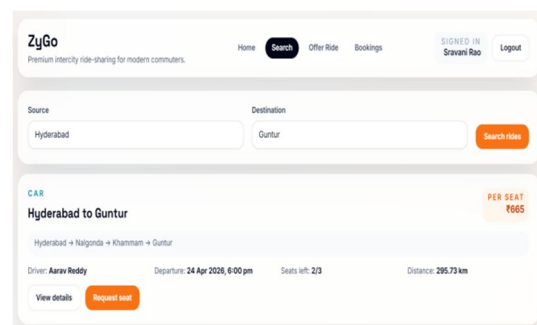 ZyGo
Premium intercity ride-sharing for modern commuters.
Home Search Offer Ride Bookings
SIGNED IN
Sravani Rao
Logout
Source
Destination
Hyderabad
Guntur
Search rides
CAR
Hyderabad to Guntur
PER SEAT
₹665
Hyderabad → Nalgonda → Khammam → Guntur
Driver: Aarav Reddy Departure: 24 Apr 2026, 6:00 pm Seats left: 2/3 Distance: 295.73 km
View details Request seat